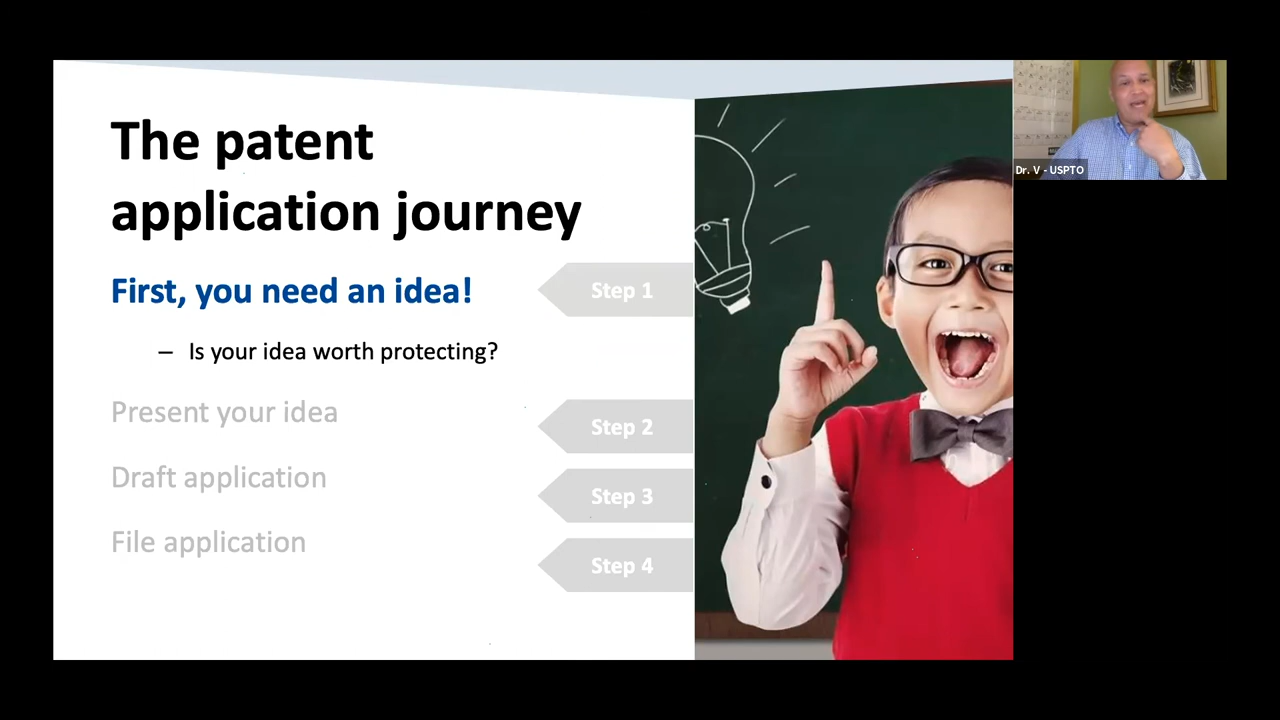 The patent
application journey
First, you need an idea!
Step 1
– Is your idea worth protecting?
Present your idea
Step 2
Draft application
Step 3
File application
Step 4
Dr. V - USPTO